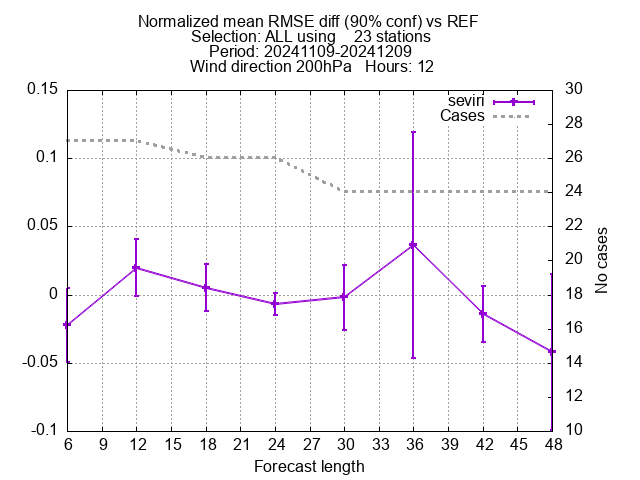 Normalized mean RMSE diff (90% conf) vs REF
Selection: ALL using    23 stations
Period: 20241109-20241209
Wind direction 200hPa   Hours: 12
seviri
Cases
0.15
0.1
0.05
0
-0.05
-0.1
30
28
26
24
22
20
18
16
14
12
10
No cases
6 9 12 15 18 21 24 27 30 33 36 39 42 45 48
Forecast length